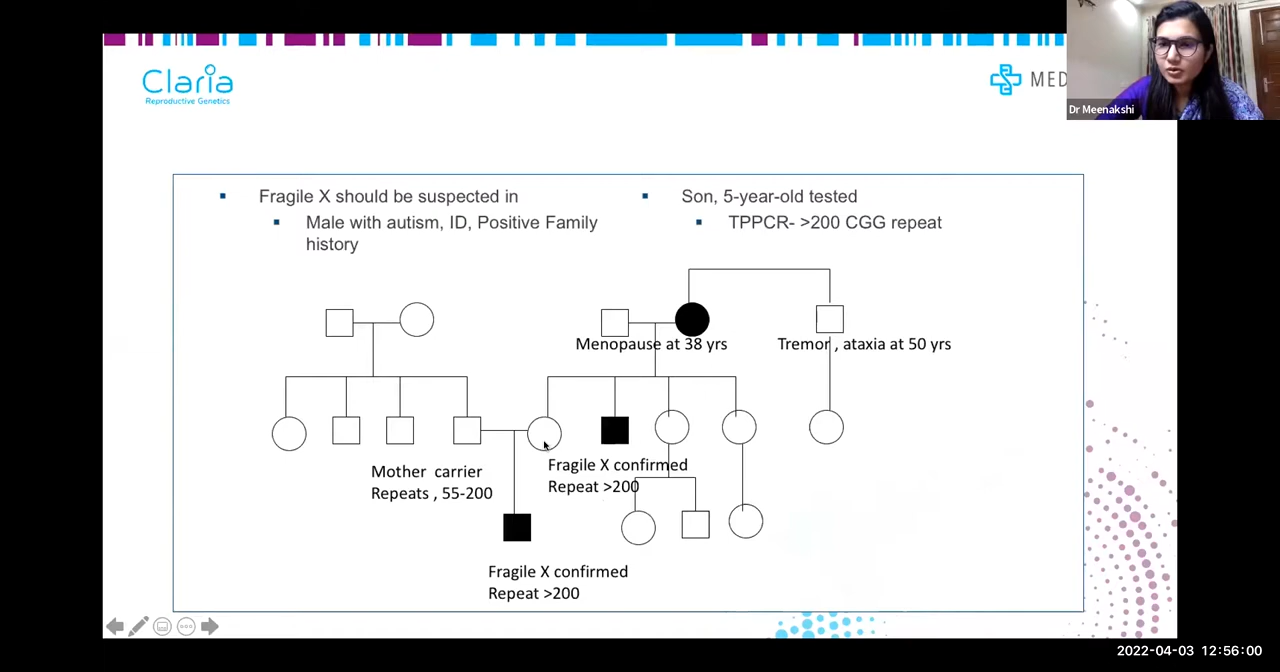 Claria
Reproductive Genetics
MED
Dr Meenakshi
Fragile X should be suspected in
Male with autism, ID, Positive Family
history
Son, 5-year-old tested
TPPCR- >200 CGG repeat
Menopause at 38 yrs
Tremor , ataxia at 50 yrs
Mother carrier
Repeats , 55-200
Fragile X confirmed
Repeat >200
Fragile X confirmed
Repeat >200
2022-04-03 12:56:00